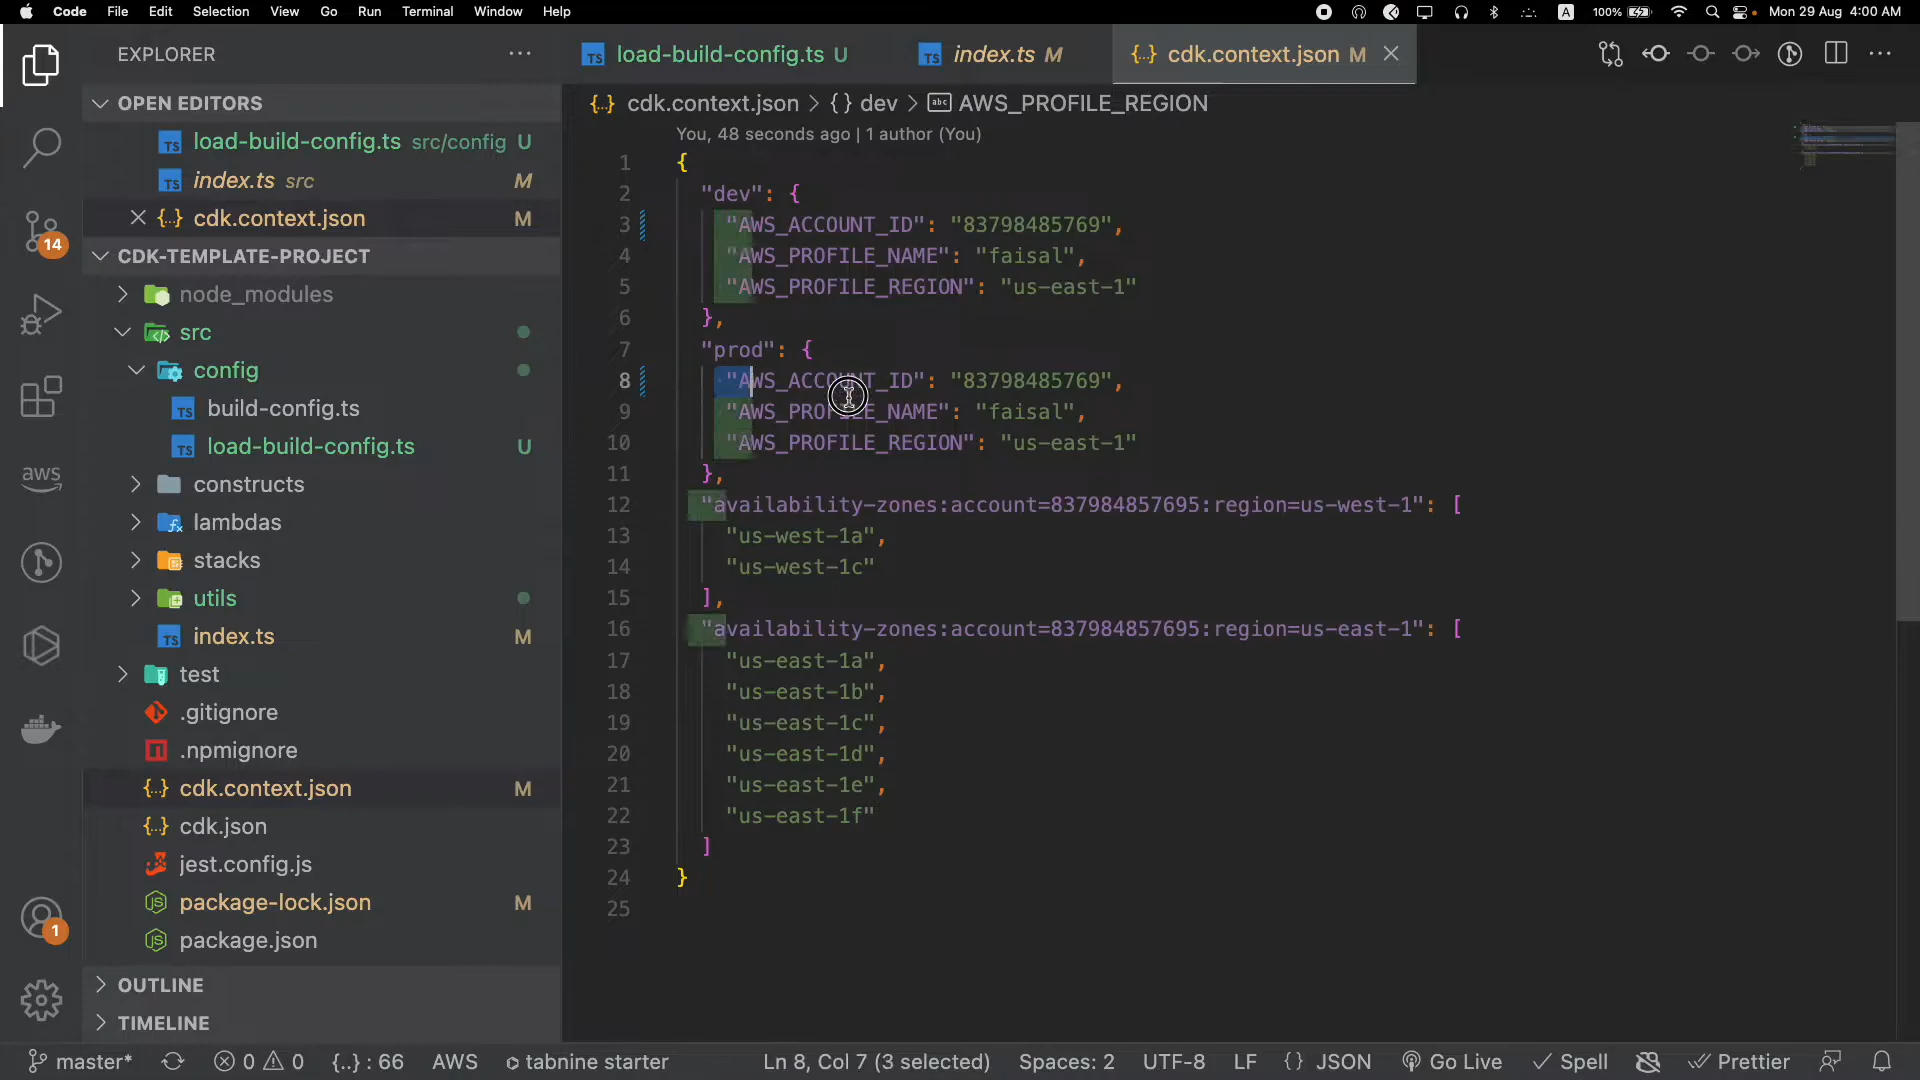 Code File Edit Selection View Go Run Terminal Window Help
A 100% Mon 29 Aug 4:00 AM
EXPLORER
OPEN EDITORS
load-build-config.ts src/config U
index.ts src M
cdk.context.json M
CDK-TEMPLATE-PROJECT
node_modules
src
config
build-config.ts
load-build-config.ts U
constructs
lambdas
stacks
utils
index.ts M
test
.gitignore
.npmignore
cdk.context.json M
cdk.json
jest.config.js
package-lock.json M
package.json
OUTLINE
TIMELINE
14
aws
1
load-build-config.ts U
index.ts M
{..} cdk.context.json M
{..} cdk.context.json > {} dev > abc AWS_PROFILE_REGION
You, 48 seconds ago | 1 author (You)
1 {
2 "dev": {
3 "AWS_ACCOUNT_ID": "83798485769",
4 "AWS_PROFILE_NAME": "faisal",
5 "AWS_PROFILE_REGION": "us-east-1"
6 },
7 "prod": {
8 "AWS_ACCOUNT_ID": "83798485769",
9 "AWS_PROFILE_NAME": "faisal",
10 "AWS_PROFILE_REGION": "us-east-1"
11 },
12 "availability-zones:account=837984857695:region=us-west-1": [
13 "us-west-1a",
14 "us-west-1c"
15 ],
16 "availability-zones:account=837984857695:region=us-east-1": [
17 "us-east-1a",
18 "us-east-1b",
19 "us-east-1c",
20 "us-east-1d",
21 "us-east-1e",
22 "us-east-1f"
23 ]
24 }
25
master* 0 0 {..} : 66 AWS tabnine starter Ln 8, Col 7 (3 selected) Spaces: 2 UTF-8 LF {} JSON Go Live Spell Prettier